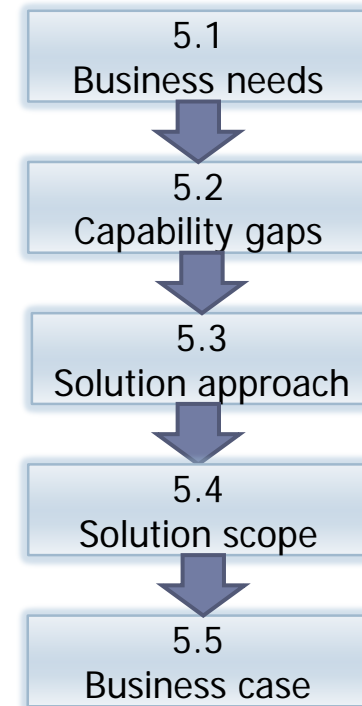 5.1
Business needs
5.2
Capability gaps
5.3
Solution approach
5.4
Solution scope
5.5
Business case